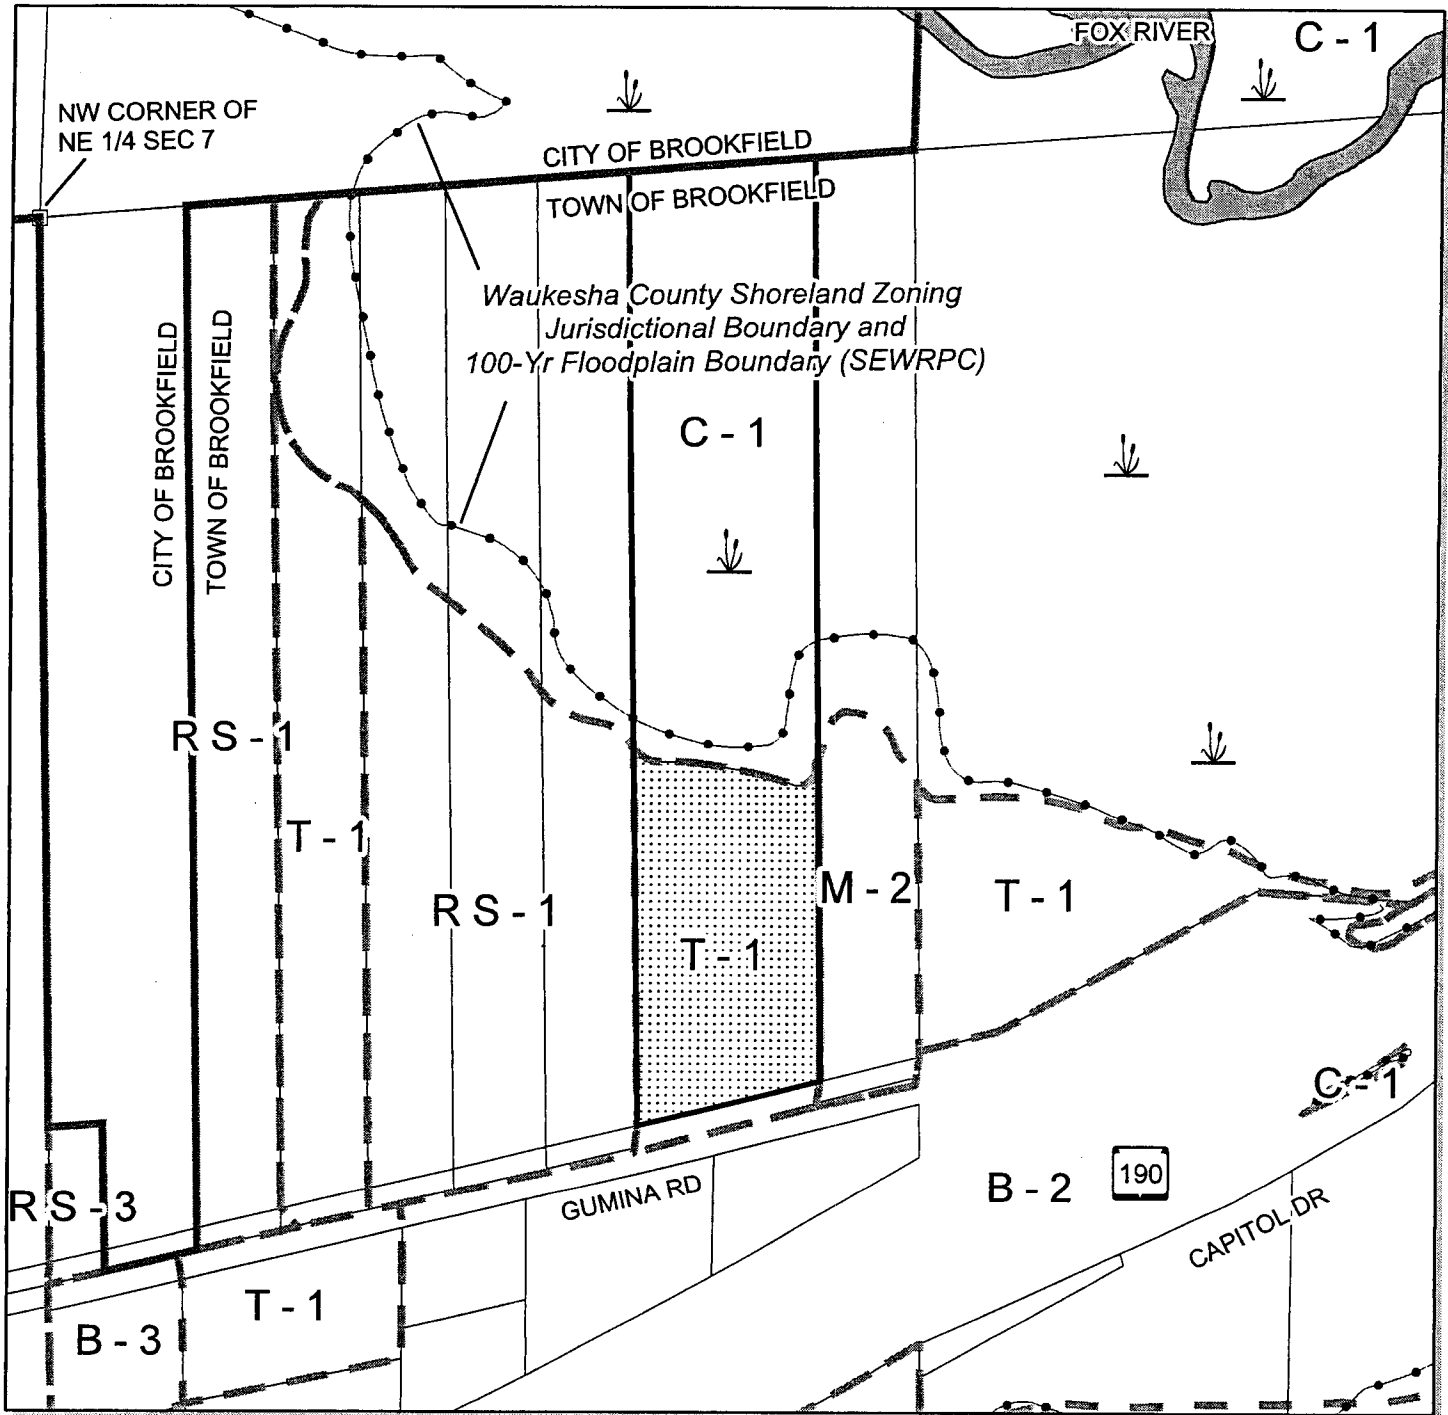 FOX RIVER
C - 1
NW CORNER OF
NE 1/4 SEC 7
CITY OF BROOKFIELD
TOWN OF BROOKFIELD
Waukesha County Shoreland Zoning
Jurisdictional Boundary and
100-Yr Floodplain Boundary (SEWRPC)
CITY OF BROOKFIELD
TOWN OF BROOKFIELD
C - 1
RS - 1
T - 1
RS - 1
M - 2
T - 1
T - 1
C - 1
RS - 3
GUMINA RD
B - 2
190
CAPITOL DR
T - 1
B - 3